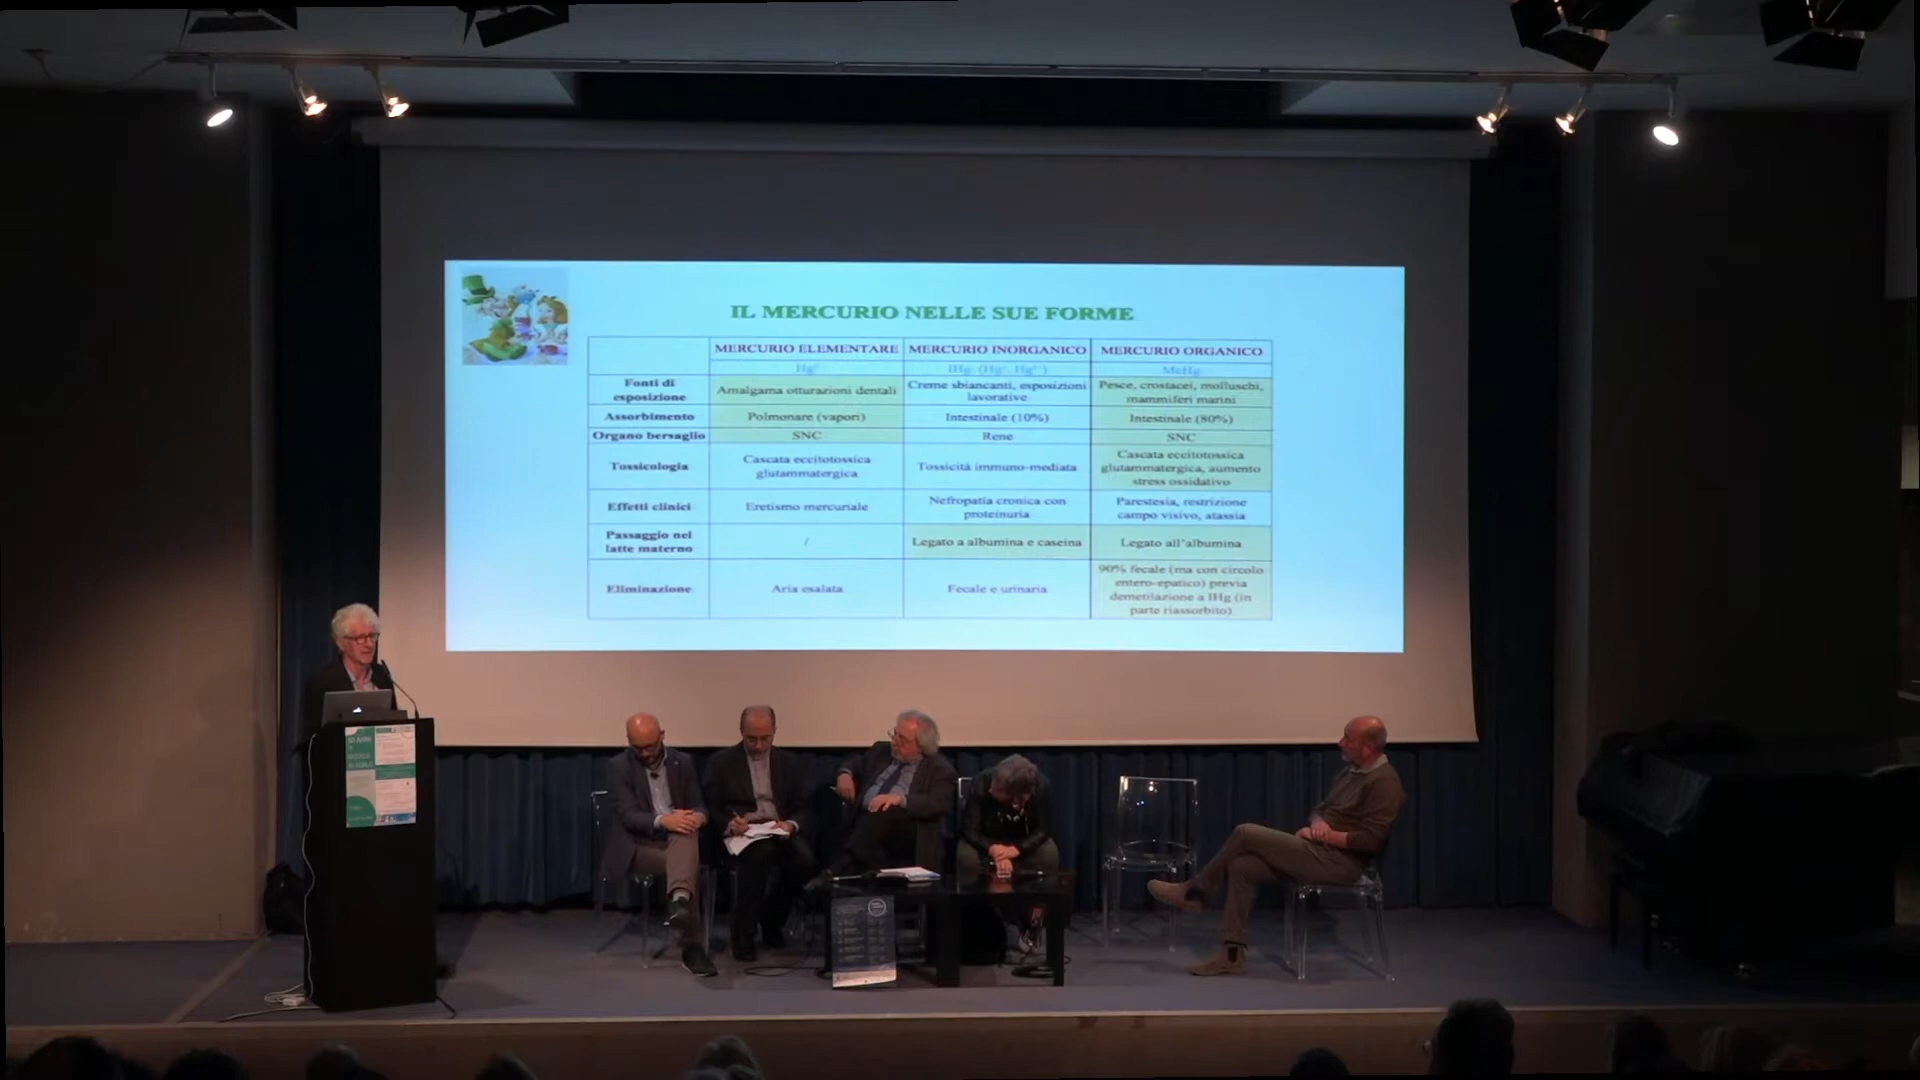 IL MERCURIO NELLE SUE FORME
MERCURIO ELEMENTARE MERCURIO INORGANICO MERCURIO ORGANICO
Hg⁰ IHg (Hg⁺, Hg²⁺) MeHg
Fonti di
esposizione
Amalgama otturazioni dentali
Creme sbiancanti, esposizioni
lavorative
Pesce, crostacei, molluschi,
mammiferi marini
Assorbimento Polmonare (vapori) Intestinale (10%) Intestinale (80%)
Organo bersaglio SNC Rene SNC
Tossicologia
Cascata eccitotossica
glutammatergica
Tossicità immuno-mediata
Cascata eccitotossica
glutammatergica, aumento
stress ossidativo
Effetti clinici
Eretismo mercuriale
Nefropatia cronica con
proteinuria
Parestesia, restrizione
campo visivo, atassia
Passaggio nel
latte materno
/
Legato a albumina e caseina
Legato all'albumina
Eliminazione
Aria esalata
Fecale e urinaria
90% fecale (ma con circolo
entero-epatico) previa
demetilazione a IHg (in
parte riassorbito)